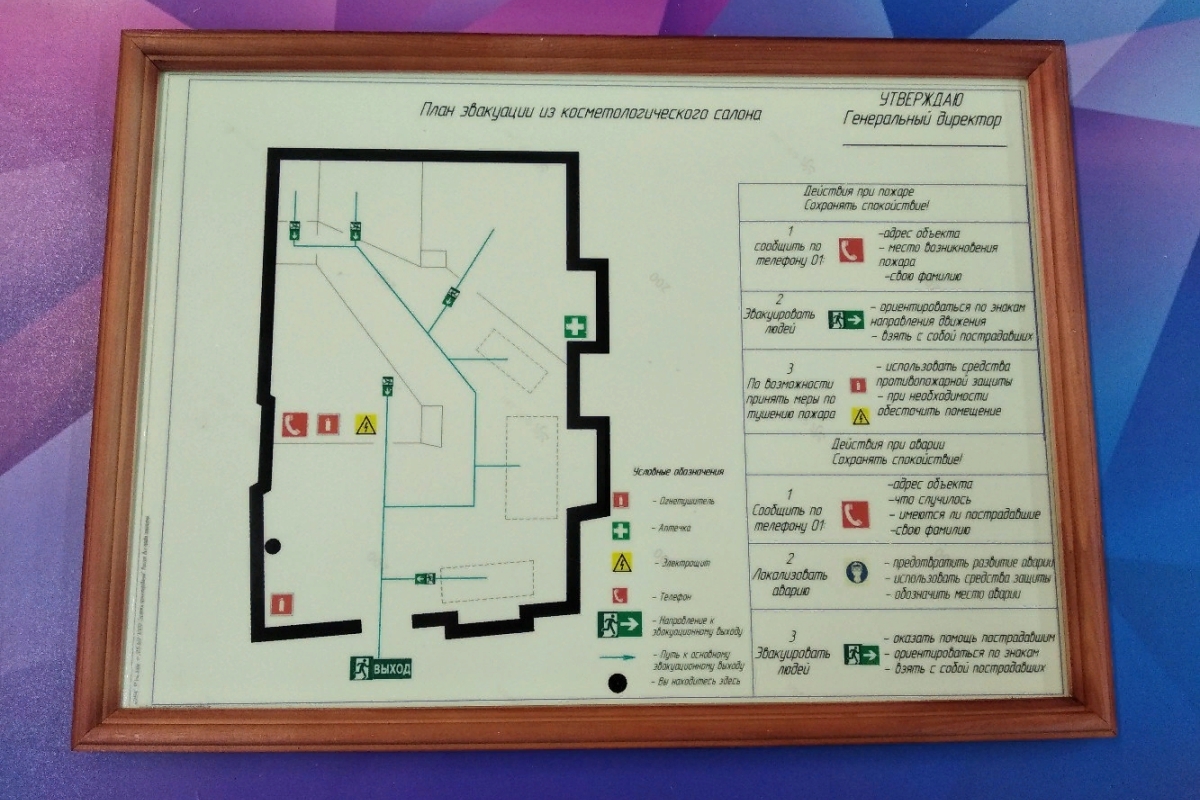 План эвакуации из косметологического салона
УТВЕРЖДАЮ
Генеральный директор
Действия при пожаре
Сохранять спокойствие!
1
сообщить по
телефону 01
-адрес объекта
- место возникновения
пожара
-свою фамилию
2
Эвакуировать
людей
- ориентироваться по знакам
направления движения
- взять с собой пострадавших
3
По возможности
принять меры по
тушению пожара
- использовать средства
противопожарной защиты
- при необходимости
обесточить помещение
Действия при аварии
Сохранять спокойствие!
1
Сообщить по
телефону 01
-адрес объекта
-что случилось
- имеются ли пострадавшие
-свою фамилию
2
Локализовать
аварию
- предотвратить развитие аварии
- использовать средства защиты
- обозначить место аварии
3
Эвакуировать
людей
- оказать помощь пострадавшим
- ориентироваться по знакам
- взять с собой пострадавших
Условные обозначения
- Огнетушитель
- Аптечка
- Электрощит
- Телефон
- Направление к
эвакуационному выходу
- Путь к основному
эвакуационному выходу
- Вы находитесь здесь
ВЫХОД